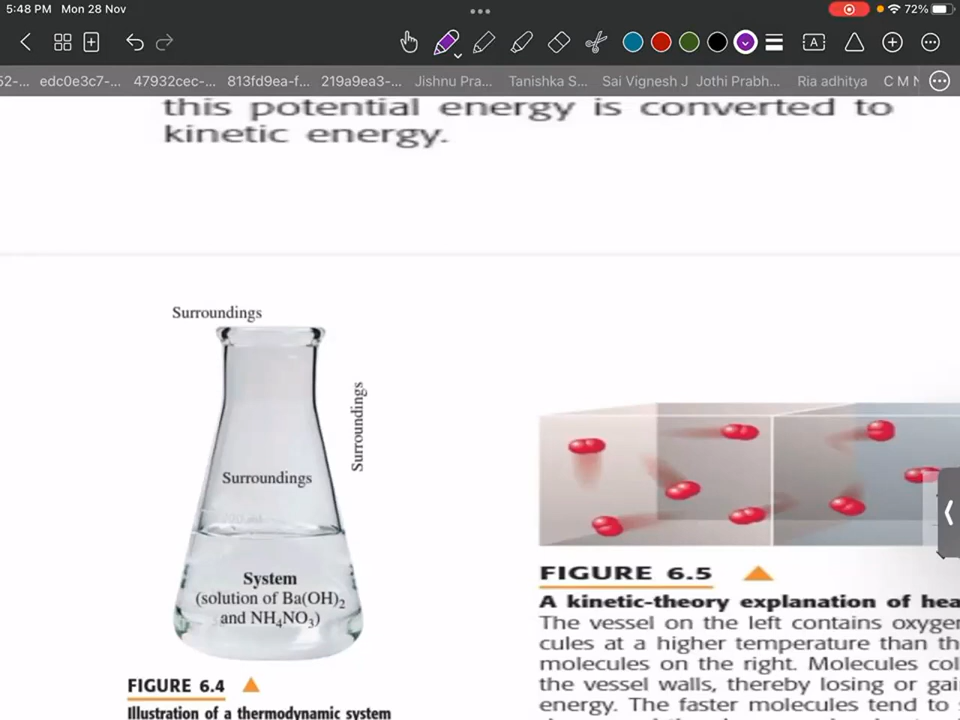 5:48 PM Mon 28 Nov
72%
A
52-... edc0e3c7-... 47932cec-... 813fd9ea-f... 219a9ea3-... Jishnu Pra... Tanishka S... Sai Vignesh J Jothi Prabh... Ria adhitya C M
this potential energy is converted to
kinetic energy.
Surroundings
Surroundings
Surroundings
System
(solution of Ba(OH)₂
and NH₄NO₃)
FIGURE 6.4
Illustration of a thermodynamic system
FIGURE 6.5
A kinetic-theory explanation of hea
The vessel on the left contains oxygen
cules at a higher temperature than th
molecules on the right. Molecules col
the vessel walls, thereby losing or gai
energy. The faster molecules tend to